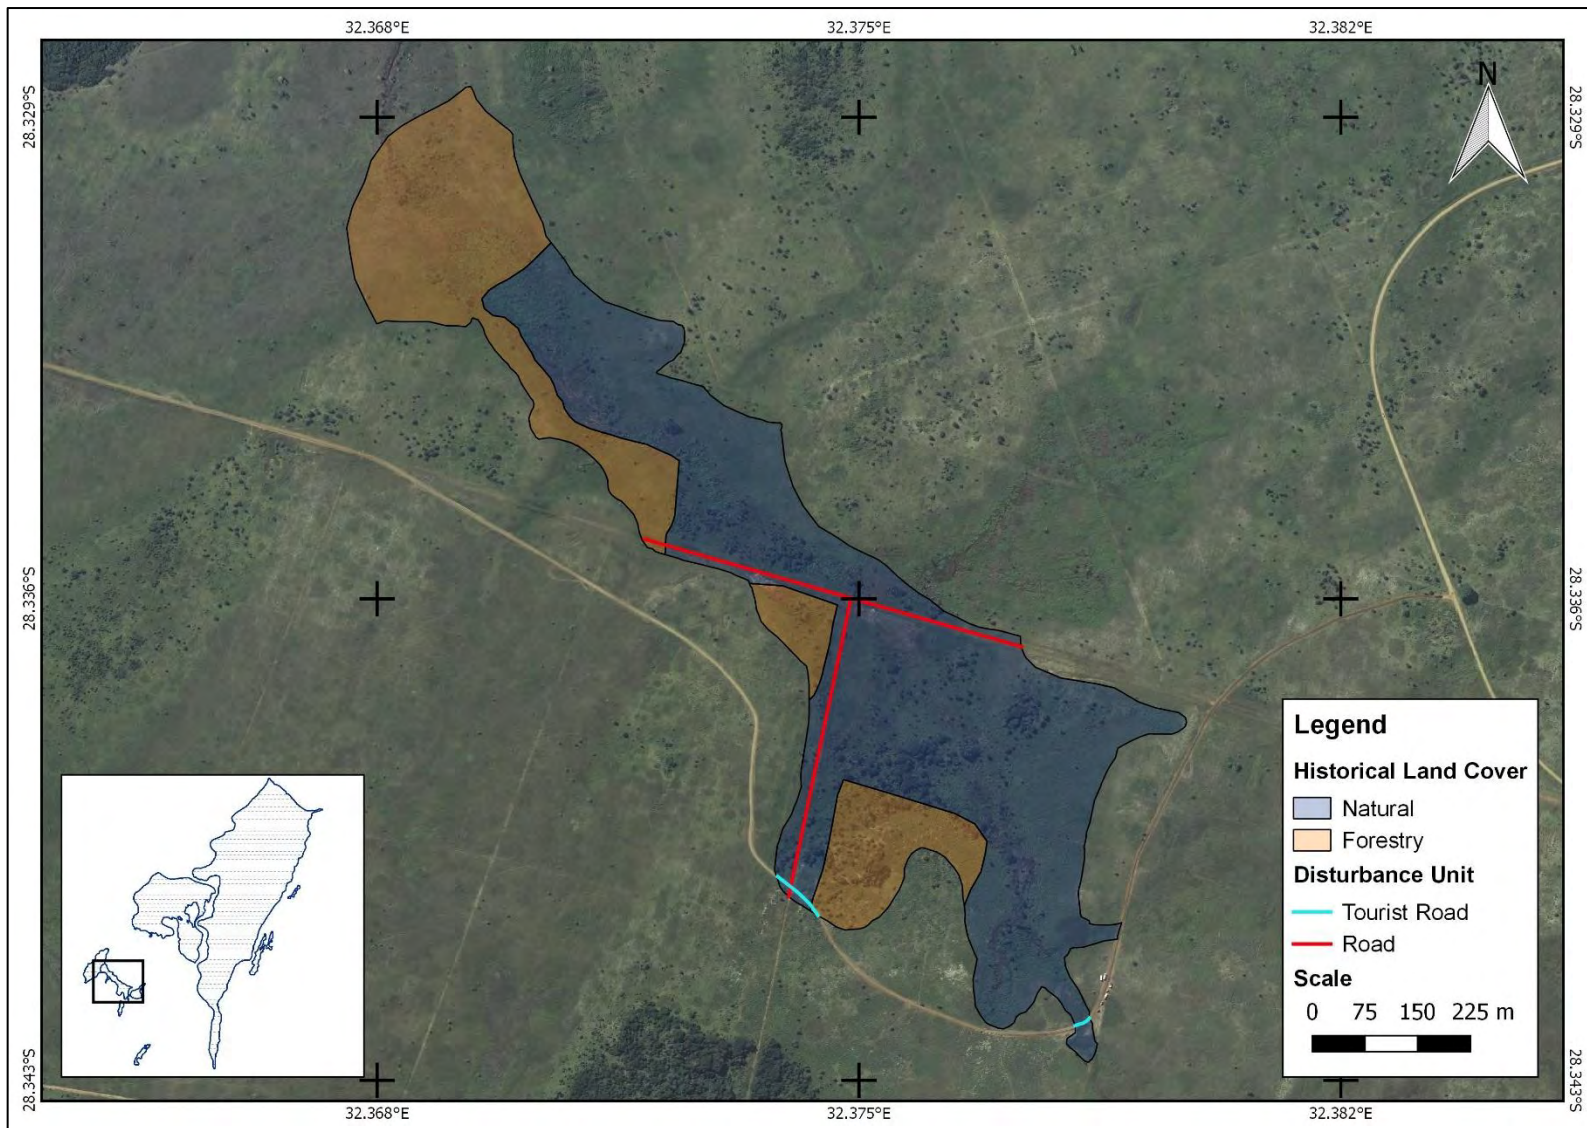 32.368°E 32.375°E 32.382°E
28.329°S 28.329°S
N
28.336°S 28.336°S
Legend
Historical Land Cover
Natural
Forestry
Disturbance Unit
Tourist Road
Road
Scale
0 75 150 225 m
28.343°S 28.343°S
32.368°E 32.375°E 32.382°E